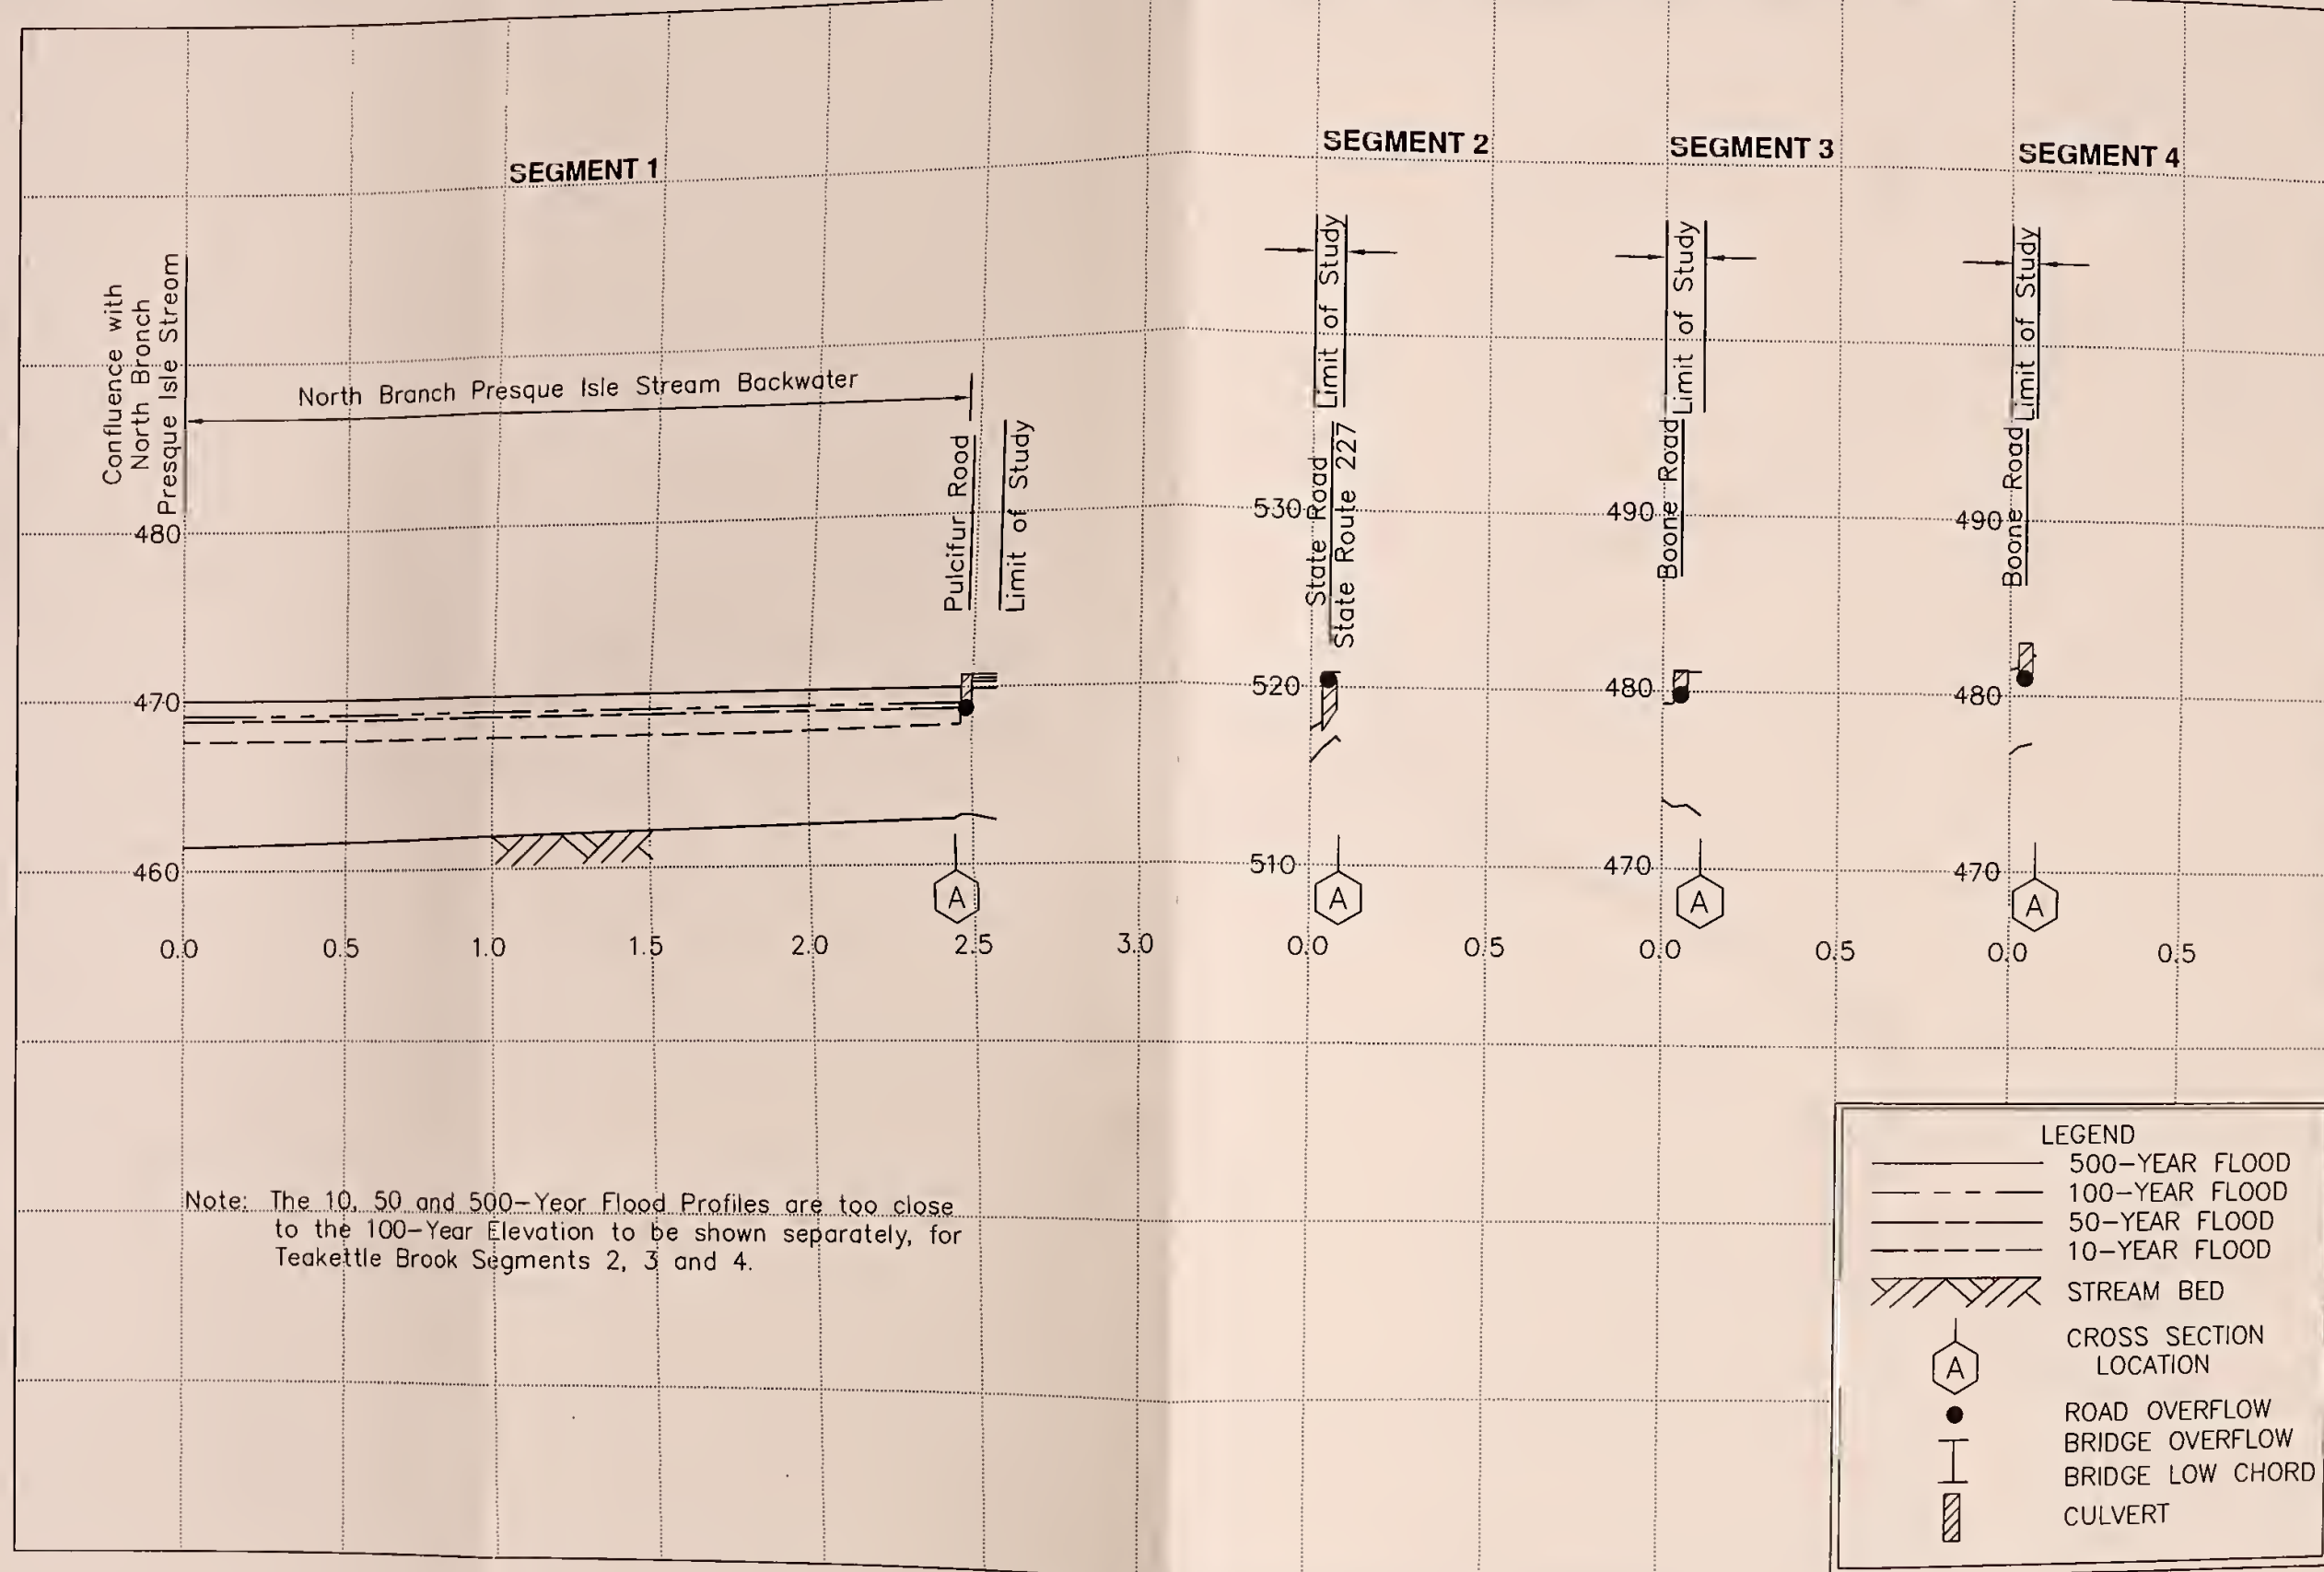 SEGMENT 1
SEGMENT 2
SEGMENT 3
SEGMENT 4
Confluence with
North Bronch
Presque Isle Streom
North Branch Presque Isle Stream Backwater
Pulcifur Rood
Limit of Study
Limit of Study
State Road
State Route 227
Limit of Study
Boone Road
Limit of Study
Boone Road
480
470
460
530
520
510
490
480
470
490
480
470
A
A
A
A
0.0 0.5 1.0 1.5 2.0 2.5 3.0 0.0 0.5 0.0 0.5 0.0 0.5
Note: The 10, 50 and 500-Yeor Flood Profiles are too close
to the 100-Year Elevation to be shown separately, for
Teakettle Brook Segments 2, 3 and 4.
LEGEND
500-YEAR FLOOD
100-YEAR FLOOD
50-YEAR FLOOD
10-YEAR FLOOD
STREAM BED
CROSS SECTION
LOCATION
A
ROAD OVERFLOW
BRIDGE OVERFLOW
BRIDGE LOW CHORD
CULVERT